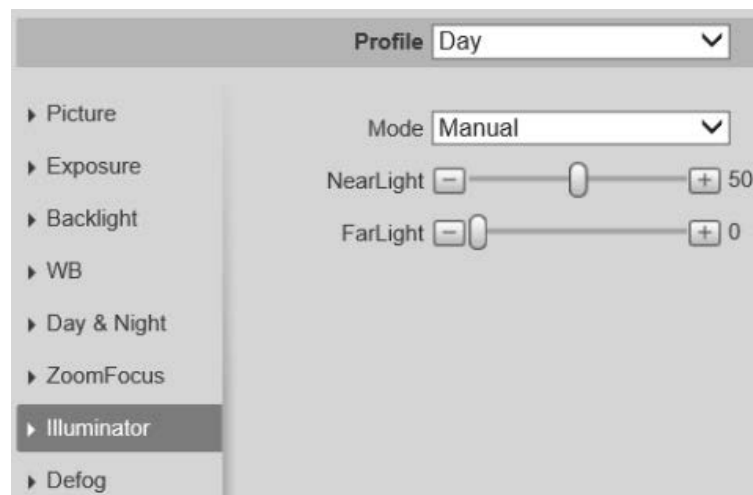 Profile Day
Picture
Exposure
Backlight
WB
Day & Night
ZoomFocus
Illuminator
Defog
Mode Manual
NearLight 50
FarLight 0